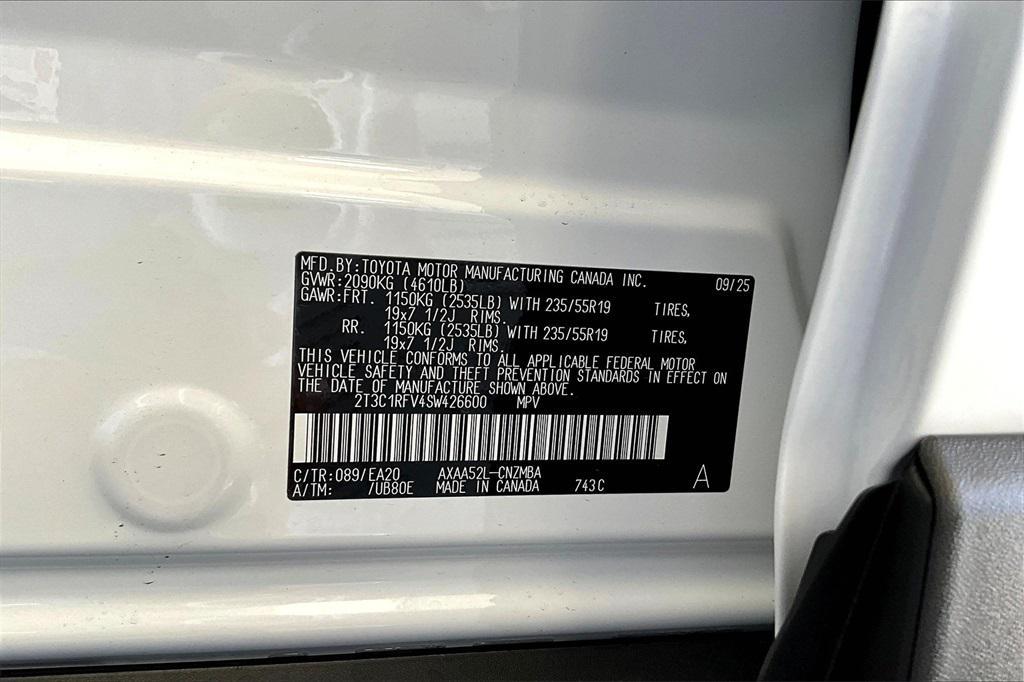 MFD. BY: TOYOTA MOTOR MANUFACTURING CANADA INC. 09/25
GVWR: 2090KG (4610LB)
GAWR: FRT. 1150KG (2535LB) WITH 235/55R19 TIRES,
19x7 1/2J RIMS.
RR. 1150KG (2535LB) WITH 235/55R19 TIRES,
19x7 1/2J RIMS.
THIS VEHICLE CONFORMS TO ALL APPLICABLE FEDERAL MOTOR
VEHICLE SAFETY AND THEFT PREVENTION STANDARDS IN EFFECT ON
THE DATE OF MANUFACTURE SHOWN ABOVE.
2T3C1RFV4SW426600 MPV
C/TR: 089/EA20 AXAA52L-CNZMBA
A/TM: /UB80E MADE IN CANADA 743C A